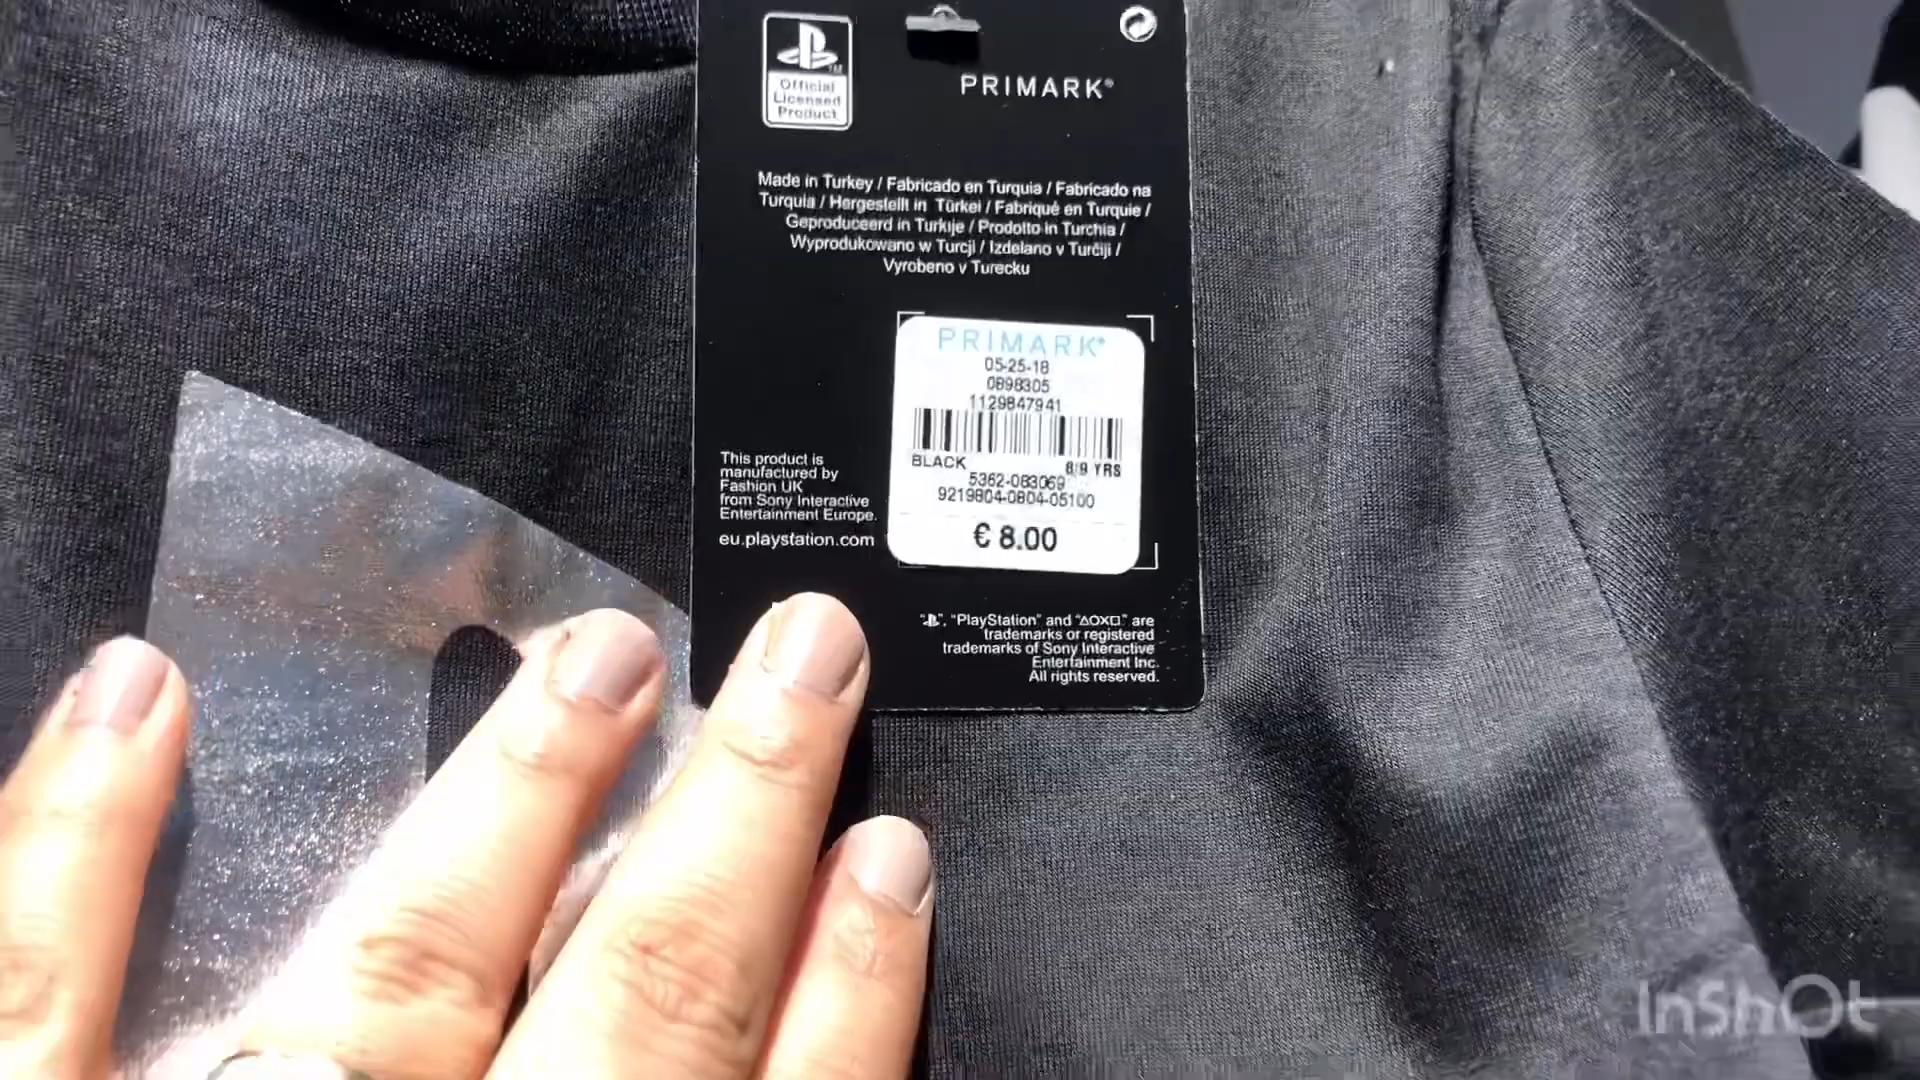 Official
Licensed
Product
PRIMARK®
Made in Turkey / Fabricado en Turquia / Fabricado na
Turquia / Hergestellt in Türkei / Fabriqué en Turquie /
Geproduceerd in Turkije / Prodotto in Turchia /
Wyprodukowano w Turcji / Izdelano v Turčiji /
Vyrobeno v Turecku
PRIMARK®
05-25-18
0898305
1129847941
BLACK 8/9 YRS
5362-083069
9219804-0804-05100
€ 8.00
This product is
manufactured by
Fashion UK
from Sony Interactive
Entertainment Europe.
eu.playstation.com
"PlayStation" and "△○X□" are
trademarks or registered
trademarks of Sony Interactive
Entertainment Inc.
All rights reserved.
InShOt